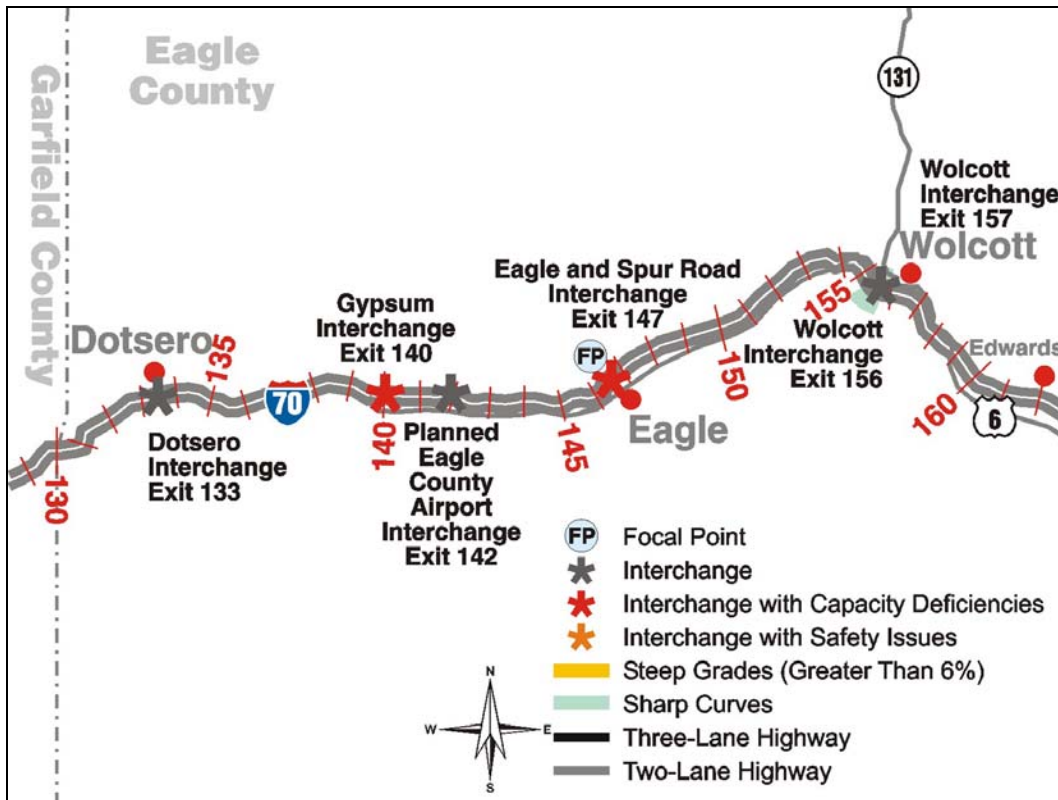 Eagle
County
Garfield County
131
Wolcott
Interchange
Exit 157
Wolcott
Eagle and Spur Road
Interchange
Exit 147
155
Gypsum
Interchange
Exit 140
Wolcott
Interchange
Exit 156
Dotsero
135
FP
150
Edwards
70
160
6
Eagle
140
145
Dotsero
Interchange
Exit 133
130
Planned
Eagle
County
Airport
Interchange
Exit 142
FP Focal Point
Interchange
Interchange with Capacity Deficiencies
Interchange with Safety Issues
Steep Grades (Greater Than 6%)
Sharp Curves
Three-Lane Highway
Two-Lane Highway
N
W E
S